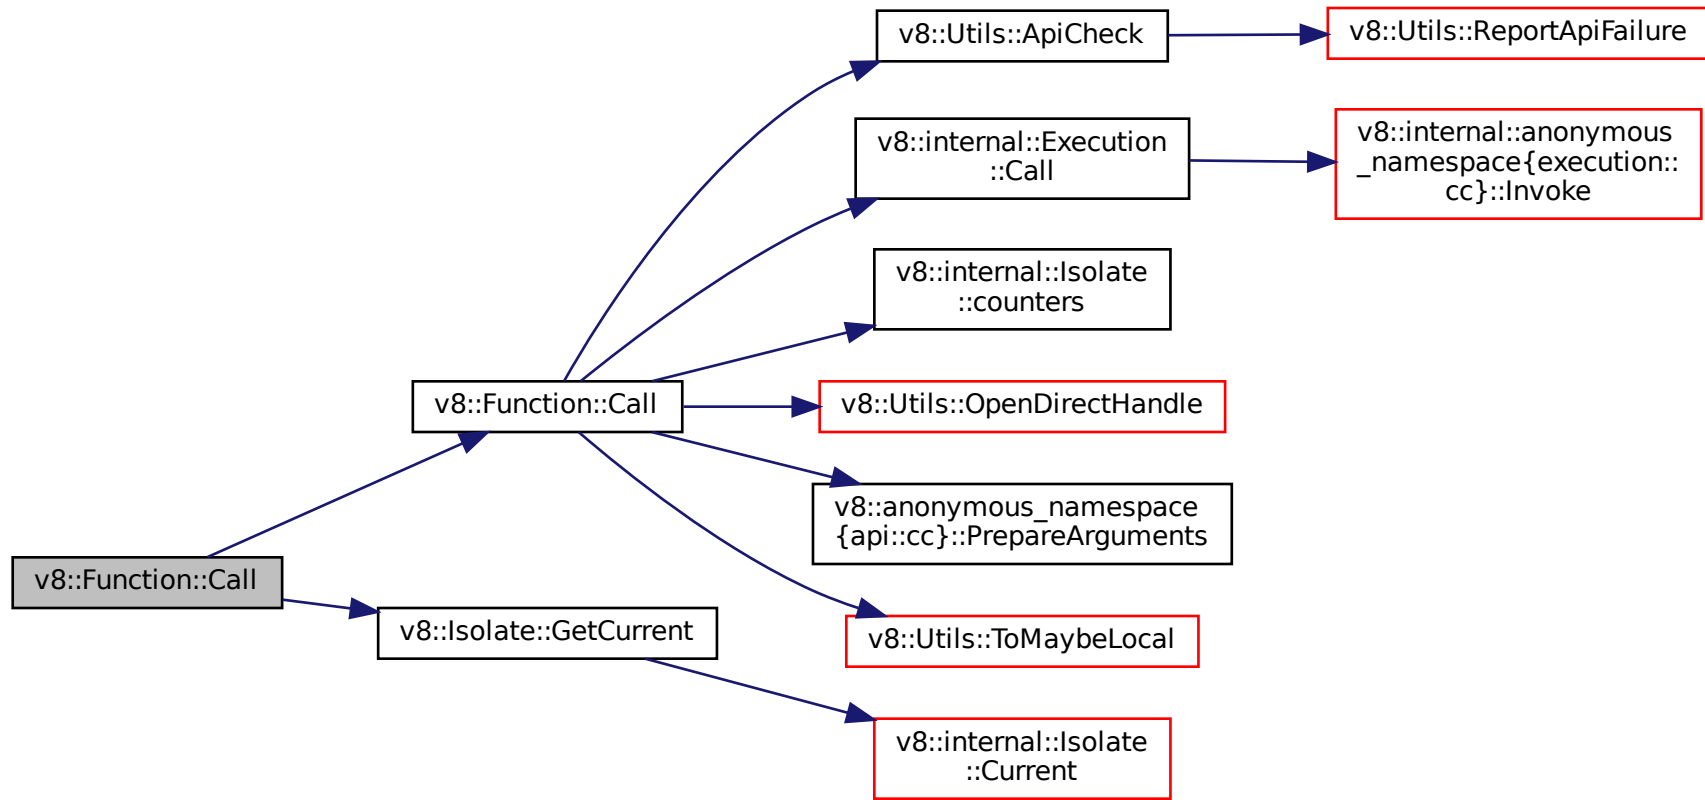 v8::Utils::ApiCheck
v8::Utils::ReportApiFailure
v8::internal::Execution
::Call
v8::internal::anonymous
_namespace{execution::
cc}::Invoke
v8::internal::Isolate
::counters
v8::Function::Call
v8::Utils::OpenDirectHandle
v8::anonymous_namespace
{api::cc}::PrepareArguments
v8::Function::Call
v8::Isolate::GetCurrent
v8::Utils::ToMaybeLocal
v8::internal::Isolate
::Current